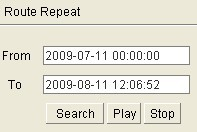 Route Repeat
From 2009-07-11 00:00:00
To 2009-08-11 12:06:52
Search Play Stop